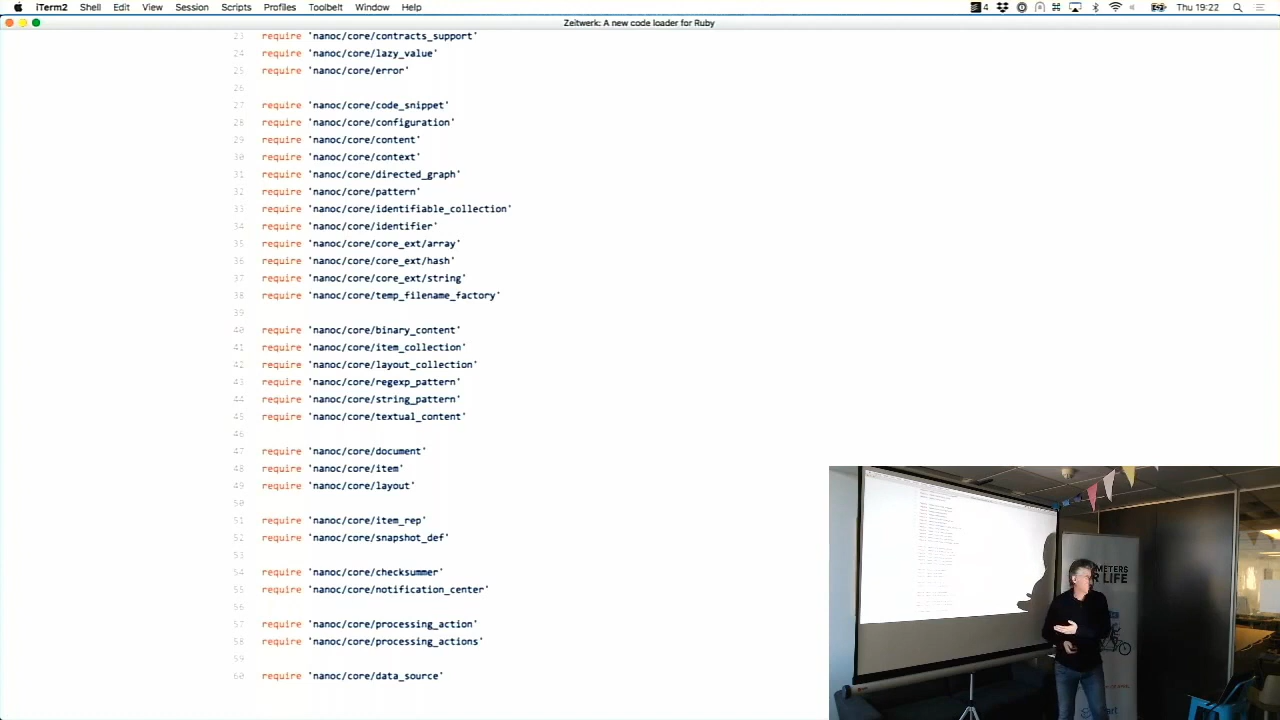 iTerm2 Shell Edit View Session Scripts Profiles Toolbelt Window Help 4 Thu 19:22
Zeitwerk: A new code loader for Ruby
23 require 'nanoc/core/contracts_support'
24 require 'nanoc/core/lazy_value'
25 require 'nanoc/core/error'
26
27 require 'nanoc/core/code_snippet'
28 require 'nanoc/core/configuration'
29 require 'nanoc/core/content'
30 require 'nanoc/core/context'
31 require 'nanoc/core/directed_graph'
32 require 'nanoc/core/pattern'
33 require 'nanoc/core/identifiable_collection'
34 require 'nanoc/core/identifier'
35 require 'nanoc/core/core_ext/array'
36 require 'nanoc/core/core_ext/hash'
37 require 'nanoc/core/core_ext/string'
38 require 'nanoc/core/temp_filename_factory'
39
40 require 'nanoc/core/binary_content'
41 require 'nanoc/core/item_collection'
42 require 'nanoc/core/layout_collection'
43 require 'nanoc/core/regexp_pattern'
44 require 'nanoc/core/string_pattern'
45 require 'nanoc/core/textual_content'
46
47 require 'nanoc/core/document'
48 require 'nanoc/core/item'
49 require 'nanoc/core/layout'
50
51 require 'nanoc/core/item_rep'
52 require 'nanoc/core/snapshot_def'
53
54 require 'nanoc/core/checksummer'
55 require 'nanoc/core/notification_center'
56
57 require 'nanoc/core/processing_action'
58 require 'nanoc/core/processing_actions'
59
60 require 'nanoc/core/data_source'
OMETERS
R LIFE